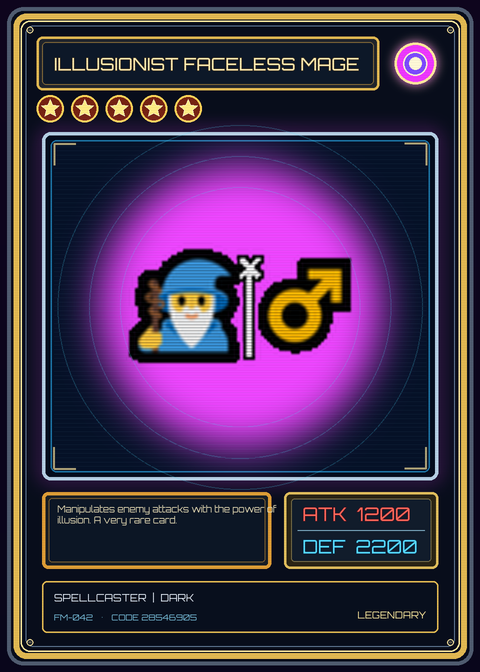 ILLUSIONIST FACELESS MAGE
Manipulates enemy attacks with the power of
illusion. A very rare card.
ATK 1200
DEF 2200
SPELLCASTER | DARK
FM-042 · CODE 28546905
LEGENDARY